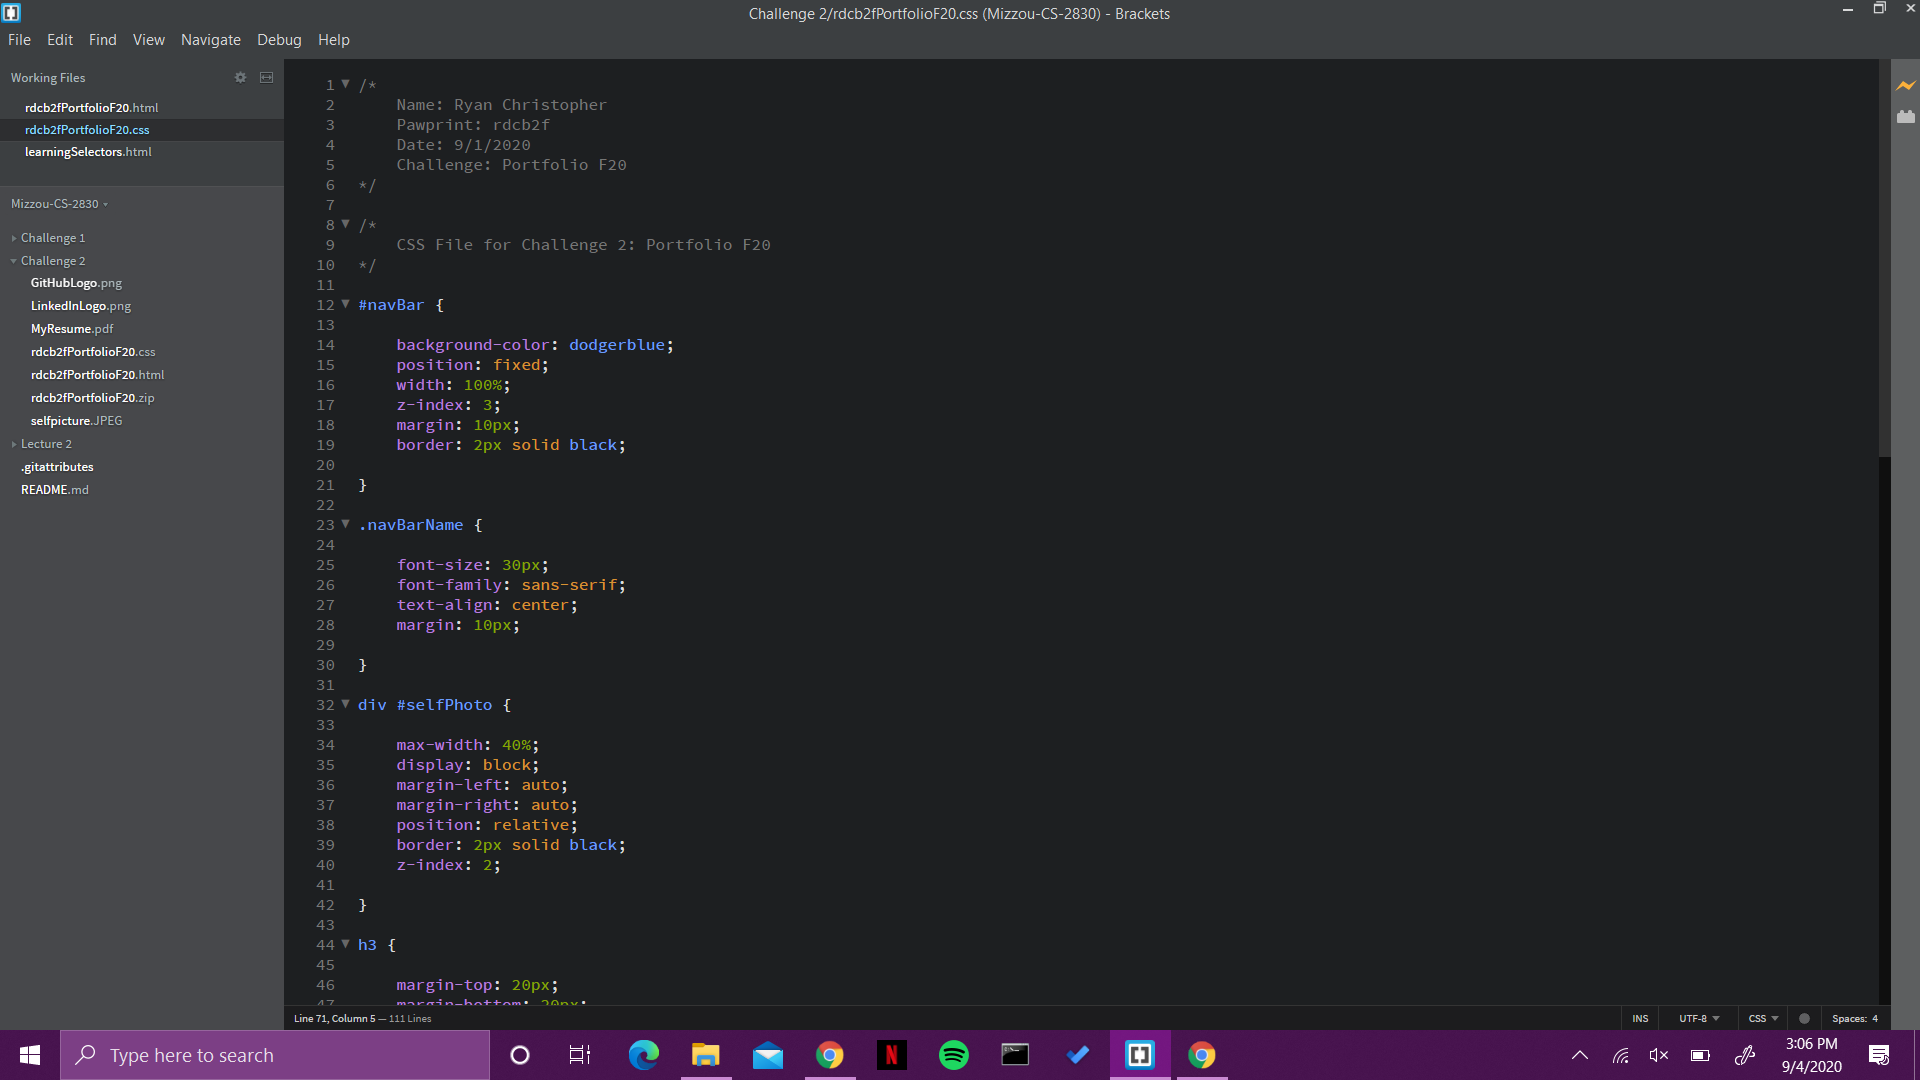 Challenge 2/rdcb2fPortfolioF20.css (Mizzou-CS-2830) - Brackets
File Edit Find View Navigate Debug Help
Working Files
rdcb2fPortfolioF20.html
rdcb2fPortfolioF20.css
learningSelectors.html
Mizzou-CS-2830
Challenge 1
Challenge 2
GitHubLogo.png
LinkedInLogo.png
MyResume.pdf
rdcb2fPortfolioF20.css
rdcb2fPortfolioF20.html
rdcb2fPortfolioF20.zip
selfpicture.JPEG
Lecture 2
.gitattributes
README.md
1 /*
2 Name: Ryan Christopher
3 Pawprint: rdcb2f
4 Date: 9/1/2020
5 Challenge: Portfolio F20
6 */
7
8 /*
9 CSS File for Challenge 2: Portfolio F20
10 */
11
12 #navBar {
13
14 background-color: dodgerblue;
15 position: fixed;
16 width: 100%;
17 z-index: 3;
18 margin: 10px;
19 border: 2px solid black;
20
21 }
22
23 .navBarName {
24
25 font-size: 30px;
26 font-family: sans-serif;
27 text-align: center;
28 margin: 10px;
29
30 }
31
32 div #selfPhoto {
33
34 max-width: 40%;
35 display: block;
36 margin-left: auto;
37 margin-right: auto;
38 position: relative;
39 border: 2px solid black;
40 z-index: 2;
41
42 }
43
44 h3 {
45
46 margin-top: 20px;
47 margin-bottom: 20px;
Line 71, Column 5 — 111 Lines
INS UTF-8 CSS Spaces: 4
Type here to search
N
3:06 PM
9/4/2020